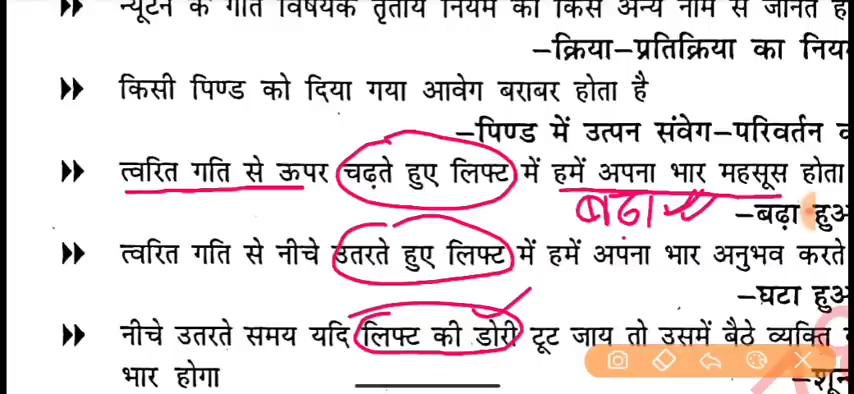 न्यूटन के गति विषयक तृतीय नियम को किस अन्य नाम से जानते
–क्रिया–प्रतिक्रिया का
किसी पिण्ड को दिया गया आवेग बराबर होता है
–पिण्ड में उत्पन संवेग–परिवर्तन
त्वरित गति से ऊपर चढ़ते हुए लिफ्ट में हमें अपना भार महसूस होता
बढा
–बढ़ा
त्वरित गति से नीचे उतरते हुए लिफ्ट में हमें अपना भार अनुभव करते
–घटा
नीचे उतरते समय यदि लिफ्ट की डोरी टूट जाय तो उसमें बैठे व्यक्ति
भार होगा